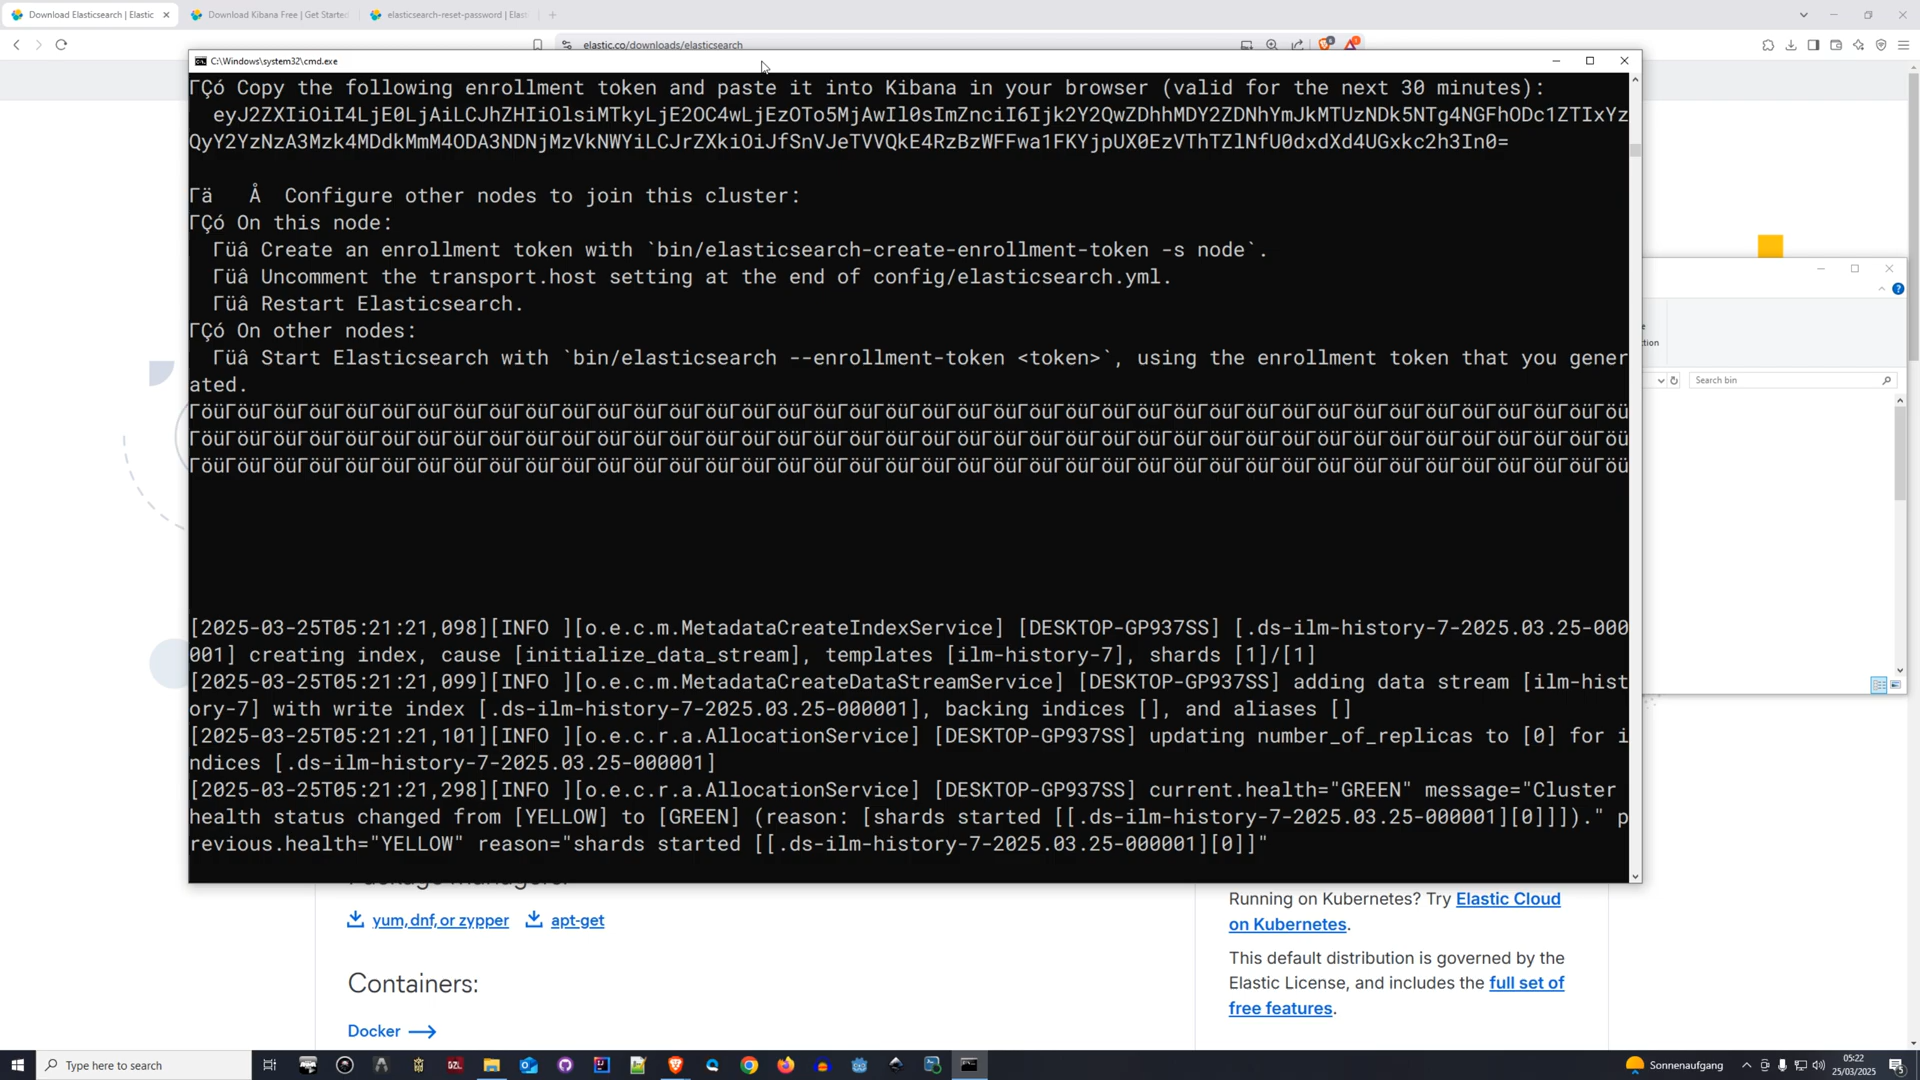 Download Elasticsearch | Elastic
Download Kibana Free | Get Started
elasticsearch-reset-password | Elast
elastic.co/downloads/elasticsearch
C:\Windows\system32\cmd.exe
ΓÇó Copy the following enrollment token and paste it into Kibana in your browser (valid for the next 30 minutes):
eyJ2ZXIiOiI4LjE0LjAiLCJhZHIiOlsiMTkyLjE2OC4wLjEzOTo5MjAwIl0sImZnciI6Ijk2Y2QwZDhhMDY2ZDNhYmJkMTUzNDk5NTg4NGFhODc1ZTIxYz
QyY2YzNzA3Mzk4MDdkMmM4ODA3NDNjMzVkNWYiLCJrZXkiOiJfSnVJeTVVQkE4RzBzWFFwa1FKYjpUX0EzVThTZlNfU0dxdXd4UGxkc2h3In0=
Γä Å Configure other nodes to join this cluster:
ΓÇó On this node:
Γüâ Create an enrollment token with `bin/elasticsearch-create-enrollment-token -s node`.
Γüâ Uncomment the transport.host setting at the end of config/elasticsearch.yml.
Γüâ Restart Elasticsearch.
ΓÇó On other nodes:
Γüâ Start Elasticsearch with `bin/elasticsearch --enrollment-token <token>`, using the enrollment token that you gener
ated.
ΓöüΓöüΓöüΓöüΓöüΓöüΓöüΓöüΓöüΓöüΓöüΓöüΓöüΓöüΓöüΓöüΓöüΓöüΓöüΓöüΓöüΓöüΓöüΓöüΓöüΓöüΓöüΓöüΓöüΓöüΓöüΓöüΓöüΓöüΓöüΓöüΓöüΓöüΓöüΓöü
ΓöüΓöüΓöüΓöüΓöüΓöüΓöüΓöüΓöüΓöüΓöüΓöüΓöüΓöüΓöüΓöüΓöüΓöüΓöüΓöüΓöüΓöüΓöüΓöüΓöüΓöüΓöüΓöüΓöüΓöüΓöüΓöüΓöüΓöüΓöüΓöüΓöüΓöüΓöüΓöü
ΓöüΓöüΓöüΓöüΓöüΓöüΓöüΓöüΓöüΓöüΓöüΓöüΓöüΓöüΓöüΓöüΓöüΓöüΓöüΓöüΓöüΓöüΓöüΓöüΓöüΓöüΓöüΓöüΓöüΓöüΓöüΓöüΓöüΓöüΓöüΓöüΓöüΓöüΓöüΓöü
[2025-03-25T05:21:21,098][INFO ][o.e.c.m.MetadataCreateIndexService] [DESKTOP-GP937SS] [.ds-ilm-history-7-2025.03.25-000
001] creating index, cause [initialize_data_stream], templates [ilm-history-7], shards [1]/[1]
[2025-03-25T05:21:21,099][INFO ][o.e.c.m.MetadataCreateDataStreamService] [DESKTOP-GP937SS] adding data stream [ilm-hist
ory-7] with write index [.ds-ilm-history-7-2025.03.25-000001], backing indices [], and aliases []
[2025-03-25T05:21:21,101][INFO ][o.e.c.r.a.AllocationService] [DESKTOP-GP937SS] updating number_of_replicas to [0] for i
ndices [.ds-ilm-history-7-2025.03.25-000001]
[2025-03-25T05:21:21,298][INFO ][o.e.c.r.a.AllocationService] [DESKTOP-GP937SS] current.health="GREEN" message="Cluster
health status changed from [YELLOW] to [GREEN] (reason: [shards started [[.ds-ilm-history-7-2025.03.25-000001][0]]])." p
revious.health="YELLOW" reason="shards started [[.ds-ilm-history-7-2025.03.25-000001][0]]"
Search bin
yum, dnf, or zypper
apt-get
Containers:
Docker
Running on Kubernetes? Try Elastic Cloud
on Kubernetes.
This default distribution is governed by the
Elastic License, and includes the full set of
free features.
Type here to search
Sonnenaufgang
05:22
25/03/2025